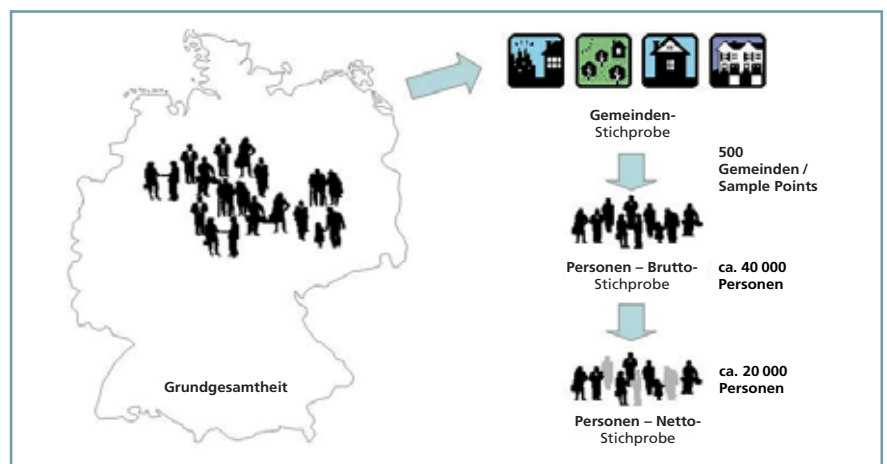 Grundgesamtheit
Gemeinden-
Stichprobe
500
Gemeinden /
Sample Points
Personen – Brutto-
Stichprobe
ca. 40 000
Personen
ca. 20 000
Personen
Personen – Netto-
Stichprobe